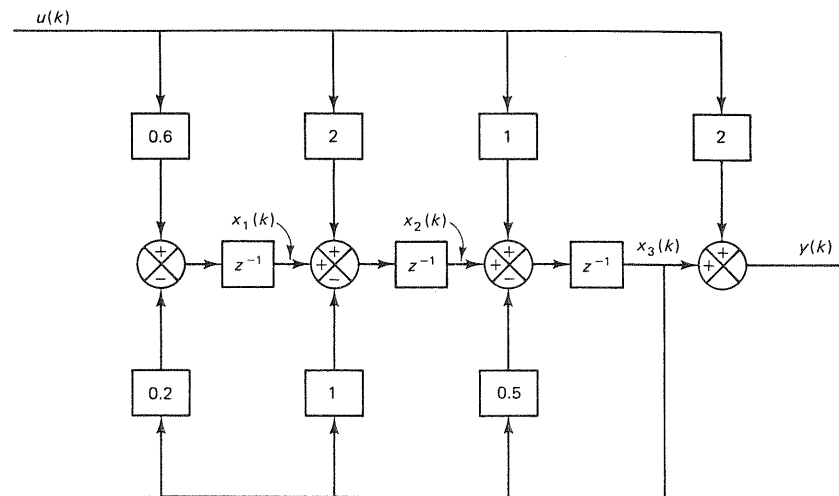 u(k)
0.6
2
1
2
x₁(k)
x₂(k)
x₃(k)
y(k)
+
−
z⁻¹
+
+
−
z⁻¹
+
+
−
z⁻¹
+
+
0.2
1
0.5